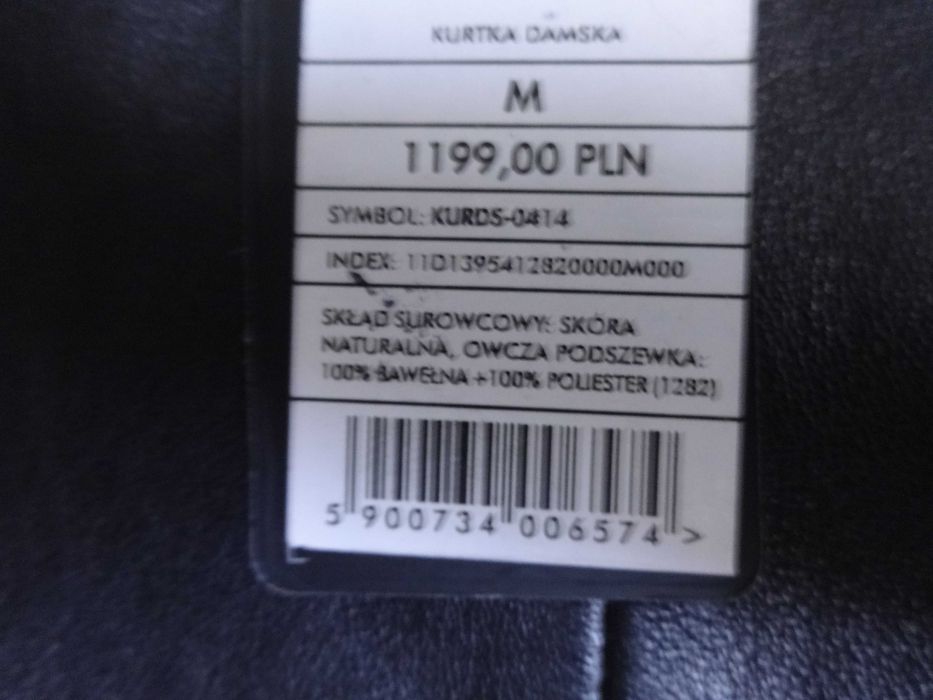 KURTKA DAMSKA
M
1199,00 PLN
SYMBOL: KURDS-0414
INDEX: 11D1395412820000M000
SKŁAD SUROWCOWY: SKÓRA
NATURALNA, OWCZA PODSZEWKA:
100% BAWEŁNA +100% POLIESTER (1282)
5 900734 006574 >